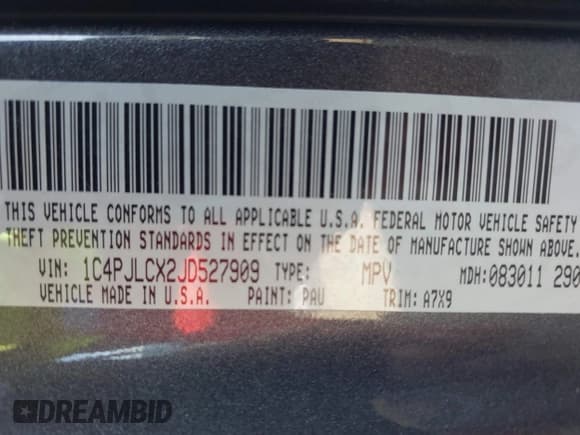 THIS VEHICLE CONFORMS TO ALL APPLICABLE U.S.A. FEDERAL MOTOR VEHICLE SAFETY
THEFT PREVENTION STANDARDS IN EFFECT ON THE DATE OF MANUFACTURE SHOWN ABOVE.
VIN: 1C4PJLCX2JD527909 TYPE: MPV MDH:083011 290
VEHICLE MADE IN U.S.A. PAINT: PAU TRIM: A7X9
DREAMBID